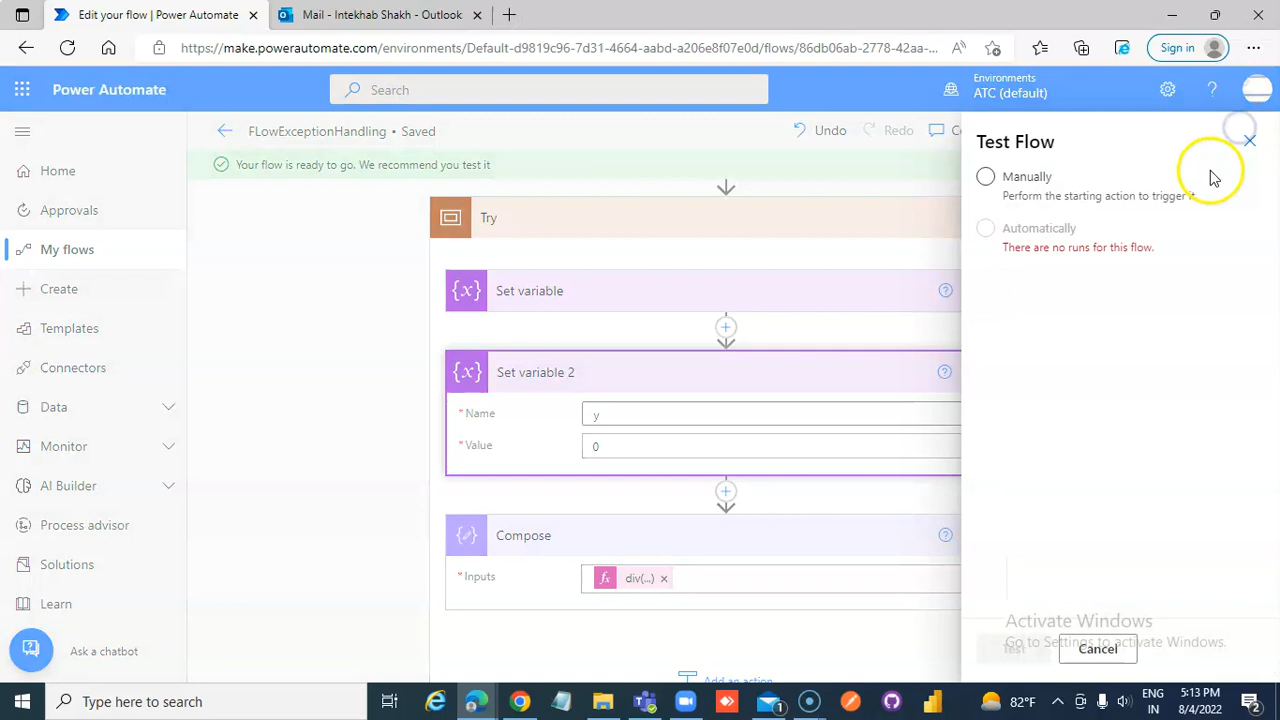 Edit your flow | Power Automate
Mail - Intekhab Shakh - Outlook
https://make.powerautomate.com/environments/Default-d9819c96-7d31-4664-aabd-a206e8f07e0d/flows/86db06ab-2778-42aa-...
Sign in
Power Automate
Search
Environments
ATC (default)
FLowExceptionHandling • Saved
Undo
Redo
Your flow is ready to go. We recommend you test it
Home
Approvals
My flows
Create
Templates
Connectors
Data
Monitor
AI Builder
Process advisor
Solutions
Learn
Ask a chatbot
Try
{x} Set variable
{x} Set variable 2
* Name
y
* Value
0
Compose
* Inputs
fx div(...)
Add an action
Test Flow
Manually
Perform the starting action to trigger it.
Automatically
There are no runs for this flow.
Activate Windows
Go to Settings to activate Windows.
Test
Cancel
Type here to search
1
82°F
ENG
IN
5:13 PM
8/4/2022
2